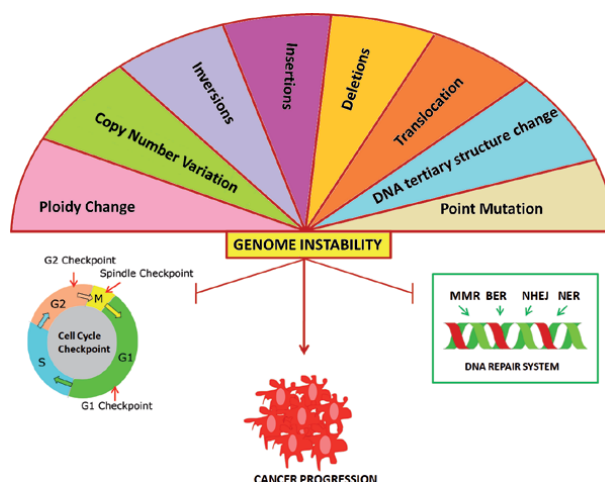 Ploidy Change
Copy Number Variation
Inversions
Insertions
Deletions
Translocation
DNA tertiary structure change
Point Mutation
GENOME INSTABILITY
G2 Checkpoint
Spindle Checkpoint
G2
M
Cell Cycle
Checkpoint
S
G1
G1 Checkpoint
MMR BER NHEJ NER
DNA REPAIR SYSTEM
CANCER PROGRESSION